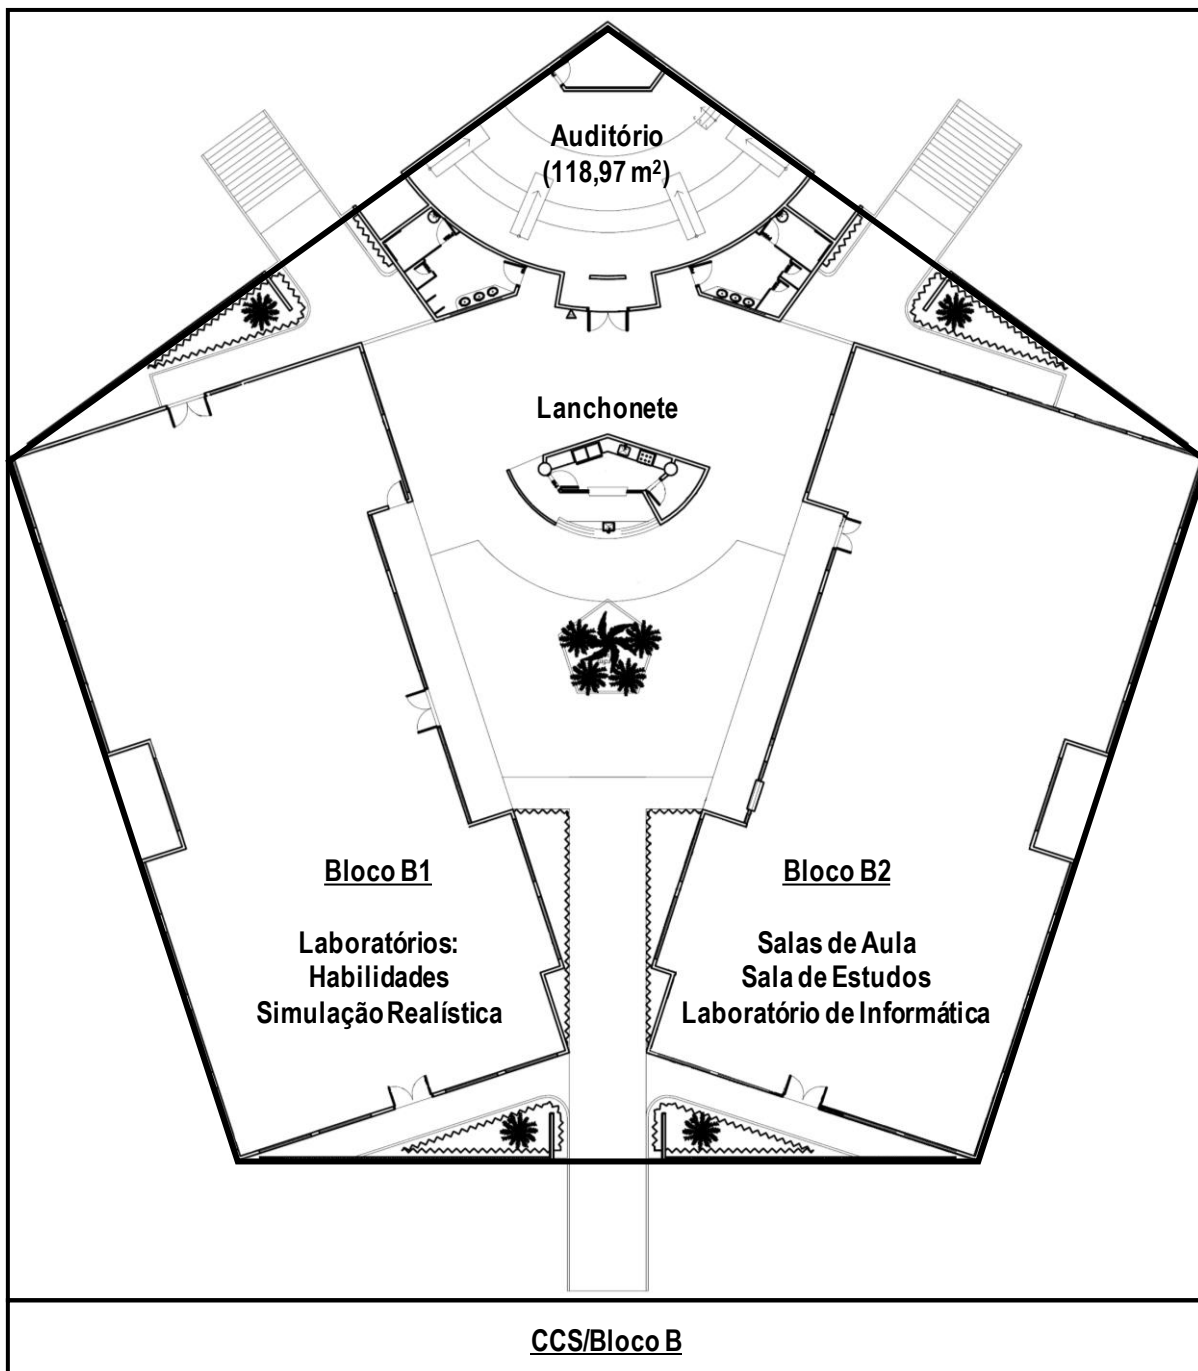 Auditório
(118,97 m²)
Lanchonete
Bloco B1
Laboratórios:
Habilidades
Simulação Realística
Bloco B2
Salas de Aula
Sala de Estudos
Laboratório de Informática
CCS/Bloco B